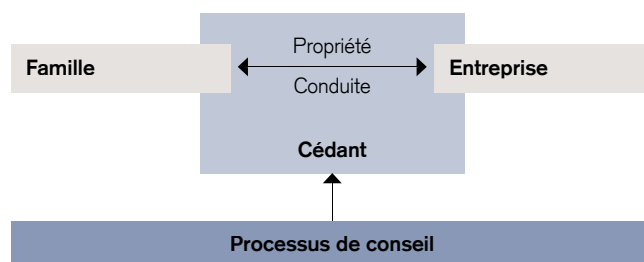 Propriété
Famille
Entreprise
Conduite
Cédant
Processus de conseil